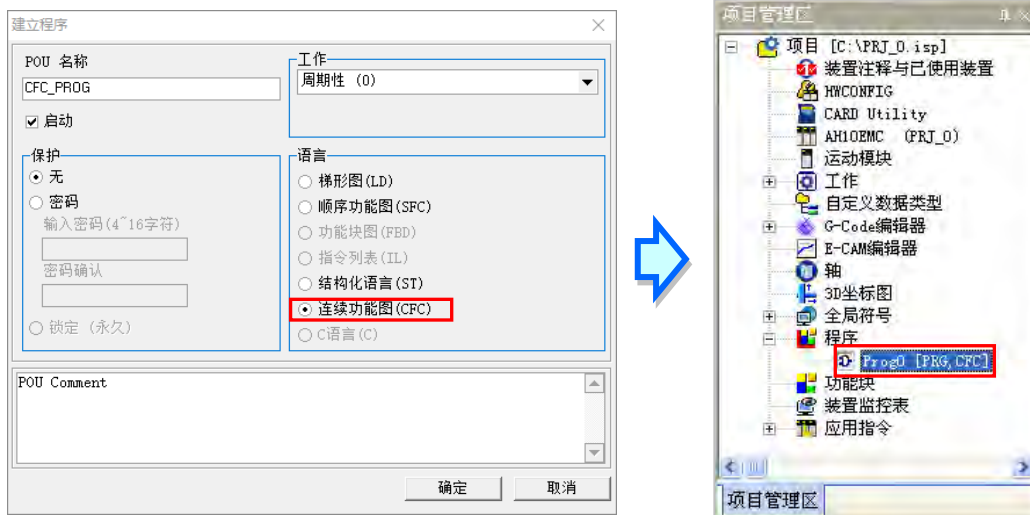 建立程序
POU 名称
CFC_PROG
启动
工作
周期性 (0)
保护
无
密码
输入密码(4~16字符)
密码确认
锁定 (永久)
语言
梯形图(LD)
顺序功能图(SFC)
功能块图(FBD)
指令列表(IL)
结构化语言(ST)
连续功能图(CFC)
C语言(C)
POU Comment
确定
取消
项目管理区
项目 [C:\PRJ_0.isp]
装置注释与已使用装置
HWCONFIG
CARD Utility
AH10EMC (PRJ_0)
运动模块
工作
自定义数据类型
G-Code编辑器
E-CAM编辑器
轴
3D坐标图
全局符号
程序
Prog0 [PRG,CFC]
功能块
装置监控表
应用指令
项目管理区